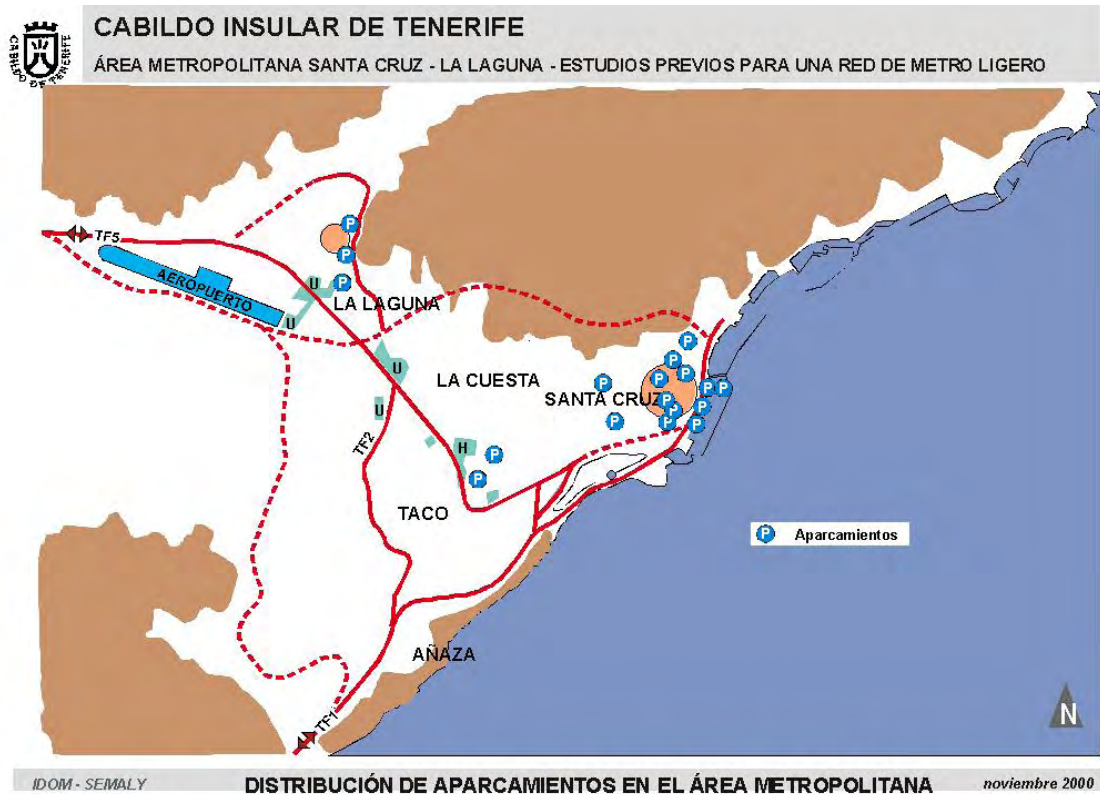 CABILDO INSULAR DE TENERIFE
CABILDO DE TENERIFE
ÁREA METROPOLITANA SANTA CRUZ - LA LAGUNA - ESTUDIOS PREVIOS PARA UNA RED DE METRO LIGERO
P
TF5
P
AEROPUERTO
U
P
LA LAGUNA
U
P
P
U
LA CUESTA
P
P
P
P
P
SANTA CRUZ
P
P
U
P
P
P
P
P
TF2
H
P
P
TACO
P Aparcamientos
AÑAZA
TF1
N
IDOM - SEMALY
DISTRIBUCIÓN DE APARCAMIENTOS EN EL ÁREA METROPOLITANA
noviembre 2000